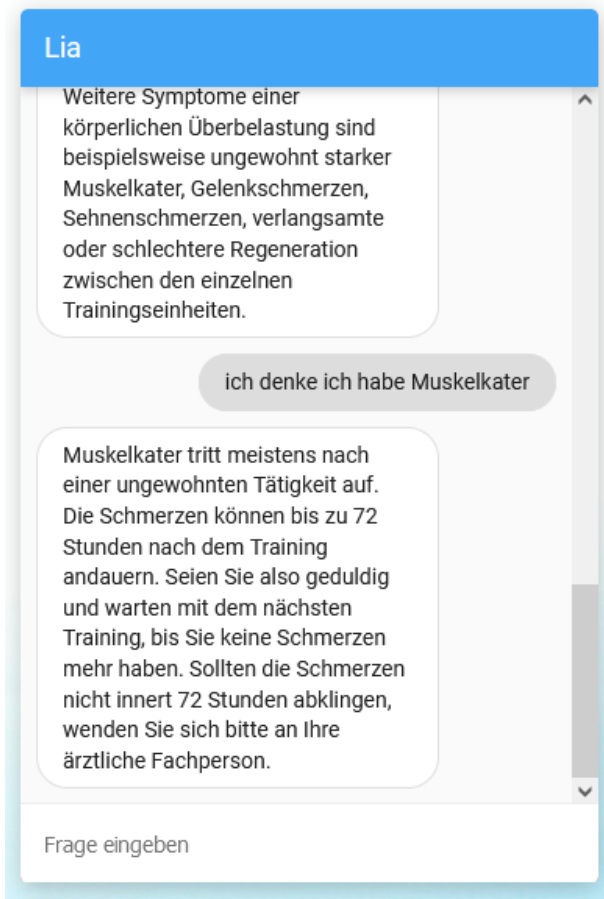 Lia
Weitere Symptome einer
körperlichen Überbelastung sind
beispielsweise ungewohnt starker
Muskelkater, Gelenkschmerzen,
Sehnenschmerzen, verlangsamte
oder schlechtere Regeneration
zwischen den einzelnen
Trainingseinheiten.
ich denke ich habe Muskelkater
Muskelkater tritt meistens nach
einer ungewohnten Tätigkeit auf.
Die Schmerzen können bis zu 72
Stunden nach dem Training
andauern. Seien Sie also geduldig
und warten mit dem nächsten
Training, bis Sie keine Schmerzen
mehr haben. Sollten die Schmerzen
nicht innert 72 Stunden abklingen,
wenden Sie sich bitte an Ihre
ärztliche Fachperson.
Frage eingeben